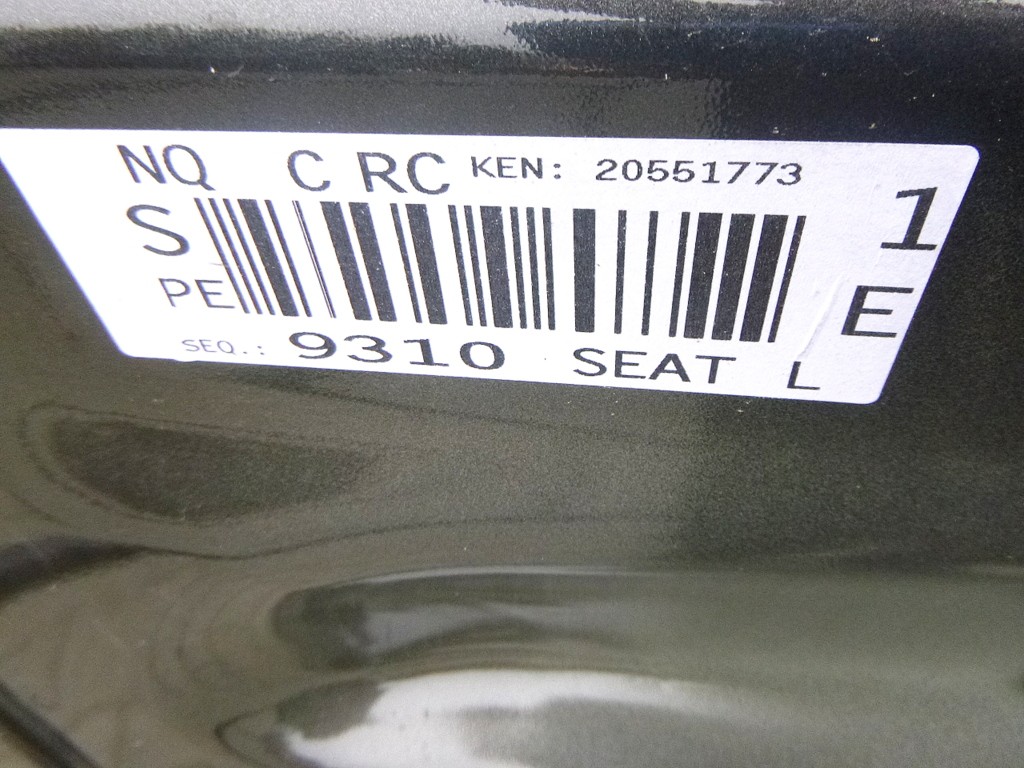 NQ C RC KEN: 20551773
S 1
PE E
SEQ.: 9310 SEAT L